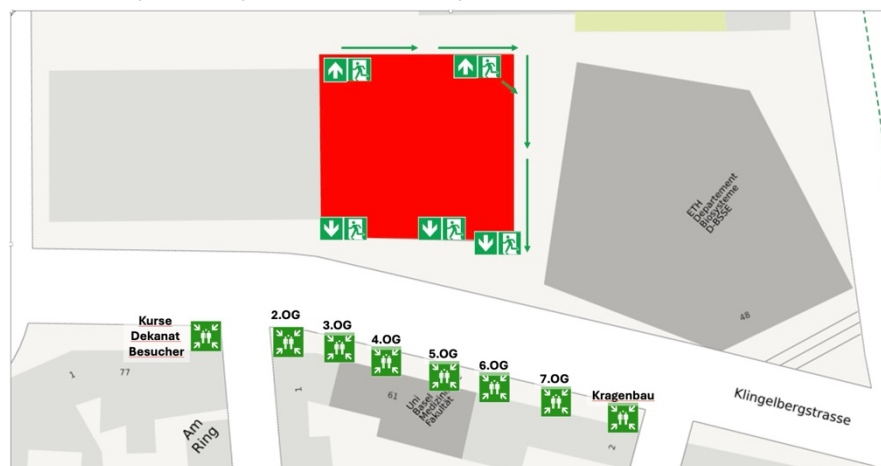 ETH
Departement
Biosysteme
D-BSSE
48
Kurse
Dekanat
Besucher
2.OG
3.OG
4.OG
5.OG
6.OG
7.OG
Kragenbau
Klingelbergstrasse
1
77
Am
Ring
1
61
Uni
Basel
Medizin
Fakultät
2